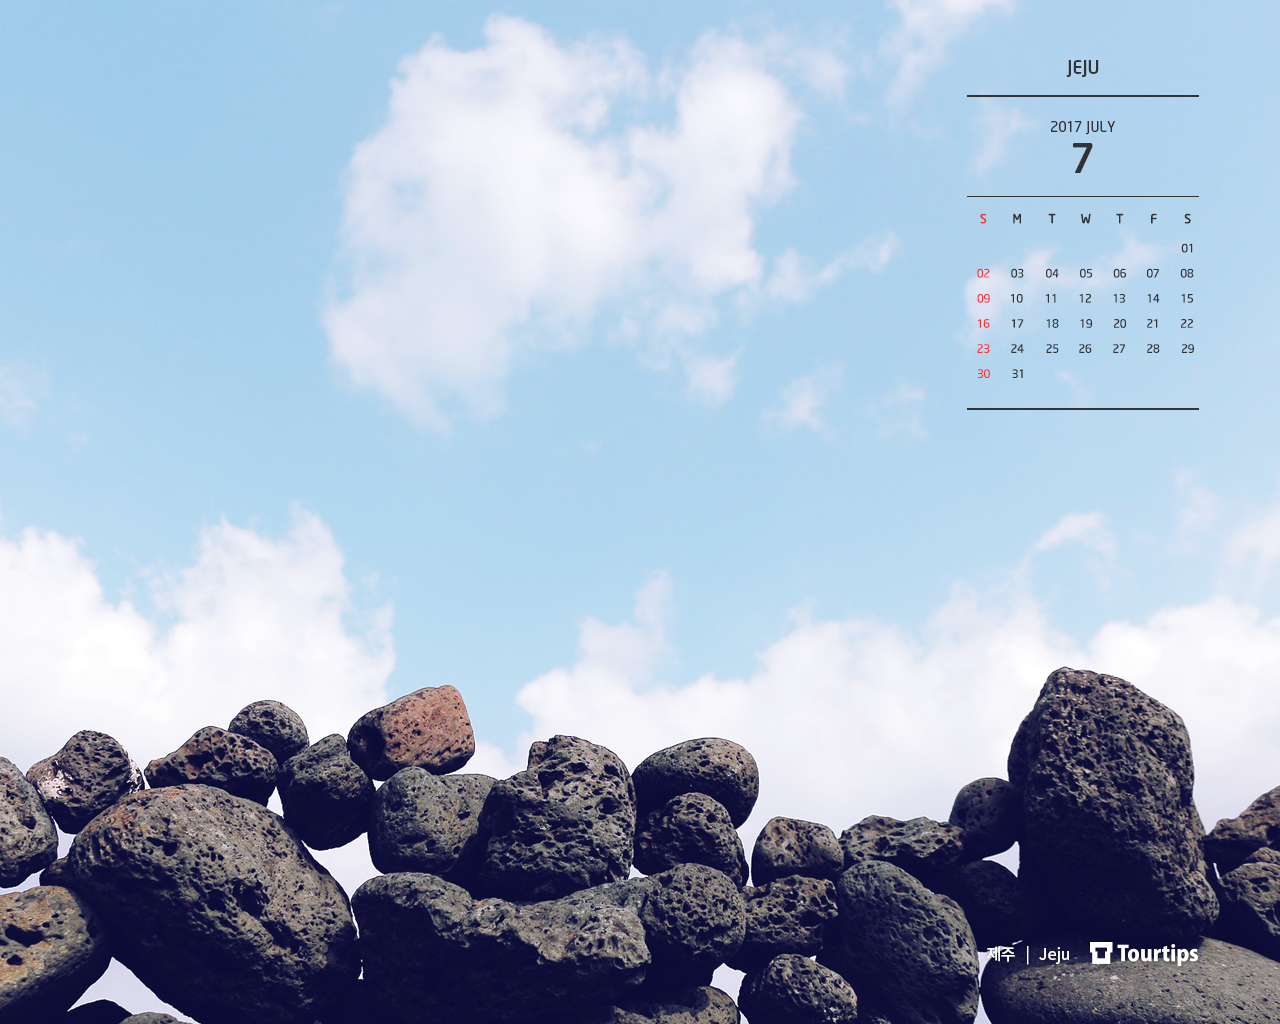 JEJU
2017 JULY
7
S M T W T F S
01
02 03 04 05 06 07 08
09 10 11 12 13 14 15
16 17 18 19 20 21 22
23 24 25 26 27 28 29
30 31
제주 | Jeju Tourtips